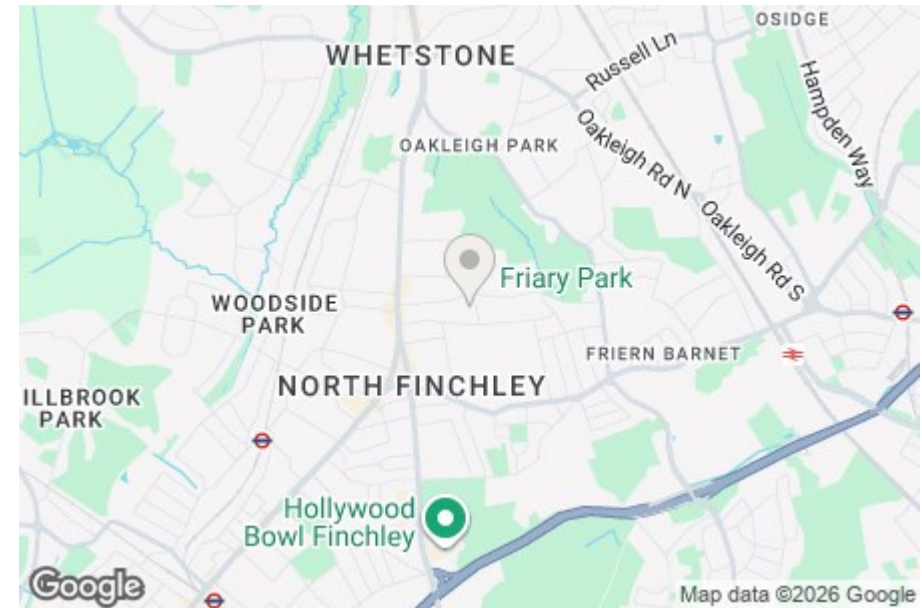 OSIDGE
WHETSTONE
Russell Ln
Hampden Way
OAKLEIGH PARK
Oakleigh Rd N
Oakleigh Rd S
Friary Park
WOODSIDE
PARK
FRIERN BARNET
NORTH FINCHLEY
ILLBROOK
PARK
Hollywood
Bowl Finchley
Google
Map data ©2026 Google